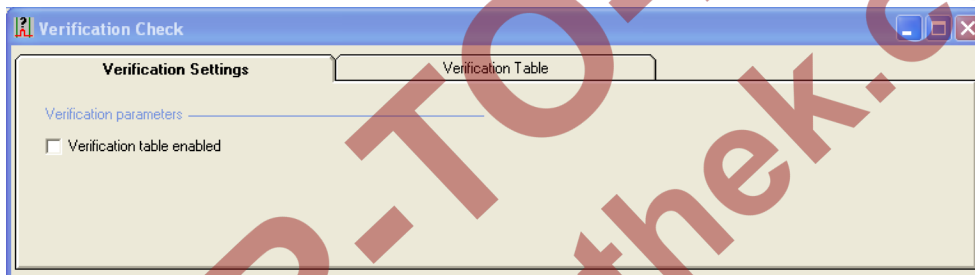 Verification Check
Verification Settings
Verification Table
Verification parameters
Verification table enabled